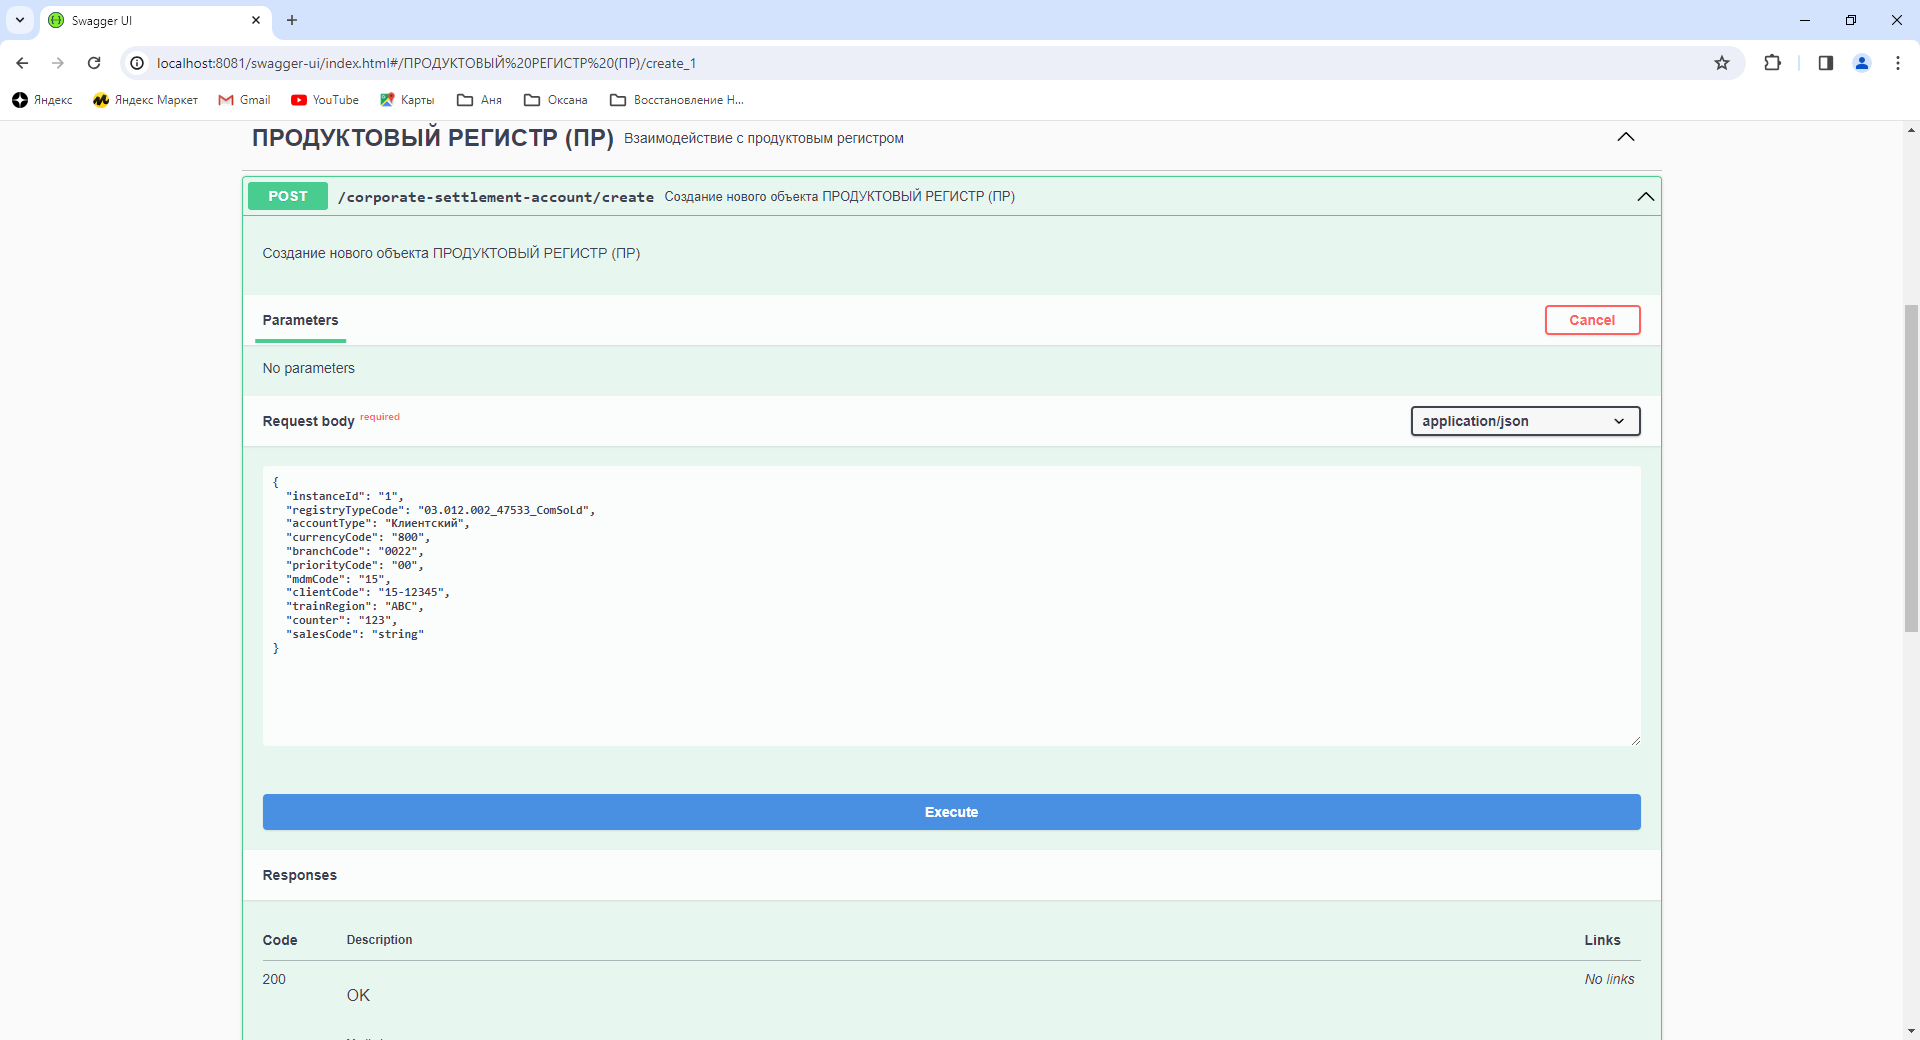 Swagger UI
localhost:8081/swagger-ui/index.html#/ПРОДУКТОВЫЙ%20РЕГИСТР%20(ПР)/create_1
Яндекс
Яндекс Маркет
Gmail
YouTube
Карты
Аня
Оксана
Восстановление Н...
ПРОДУКТОВЫЙ РЕГИСТР (ПР) Взаимодействие с продуктовым регистром
POST /corporate-settlement-account/create Создание нового объекта ПРОДУКТОВЫЙ РЕГИСТР (ПР)
Создание нового объекта ПРОДУКТОВЫЙ РЕГИСТР (ПР)
Parameters
Cancel
No parameters
Request body required
application/json
{
"instanceId": "1",
"registryTypeCode": "03.012.002_47533_ComSoLd",
"accountType": "Клиентский",
"currencyCode": "800",
"branchCode": "0022",
"priorityCode": "00",
"mdmCode": "15",
"clientCode": "15-12345",
"trainRegion": "ABC",
"counter": "123",
"salesCode": "string"
}
Execute
Responses
Code Description Links
200 OK No links